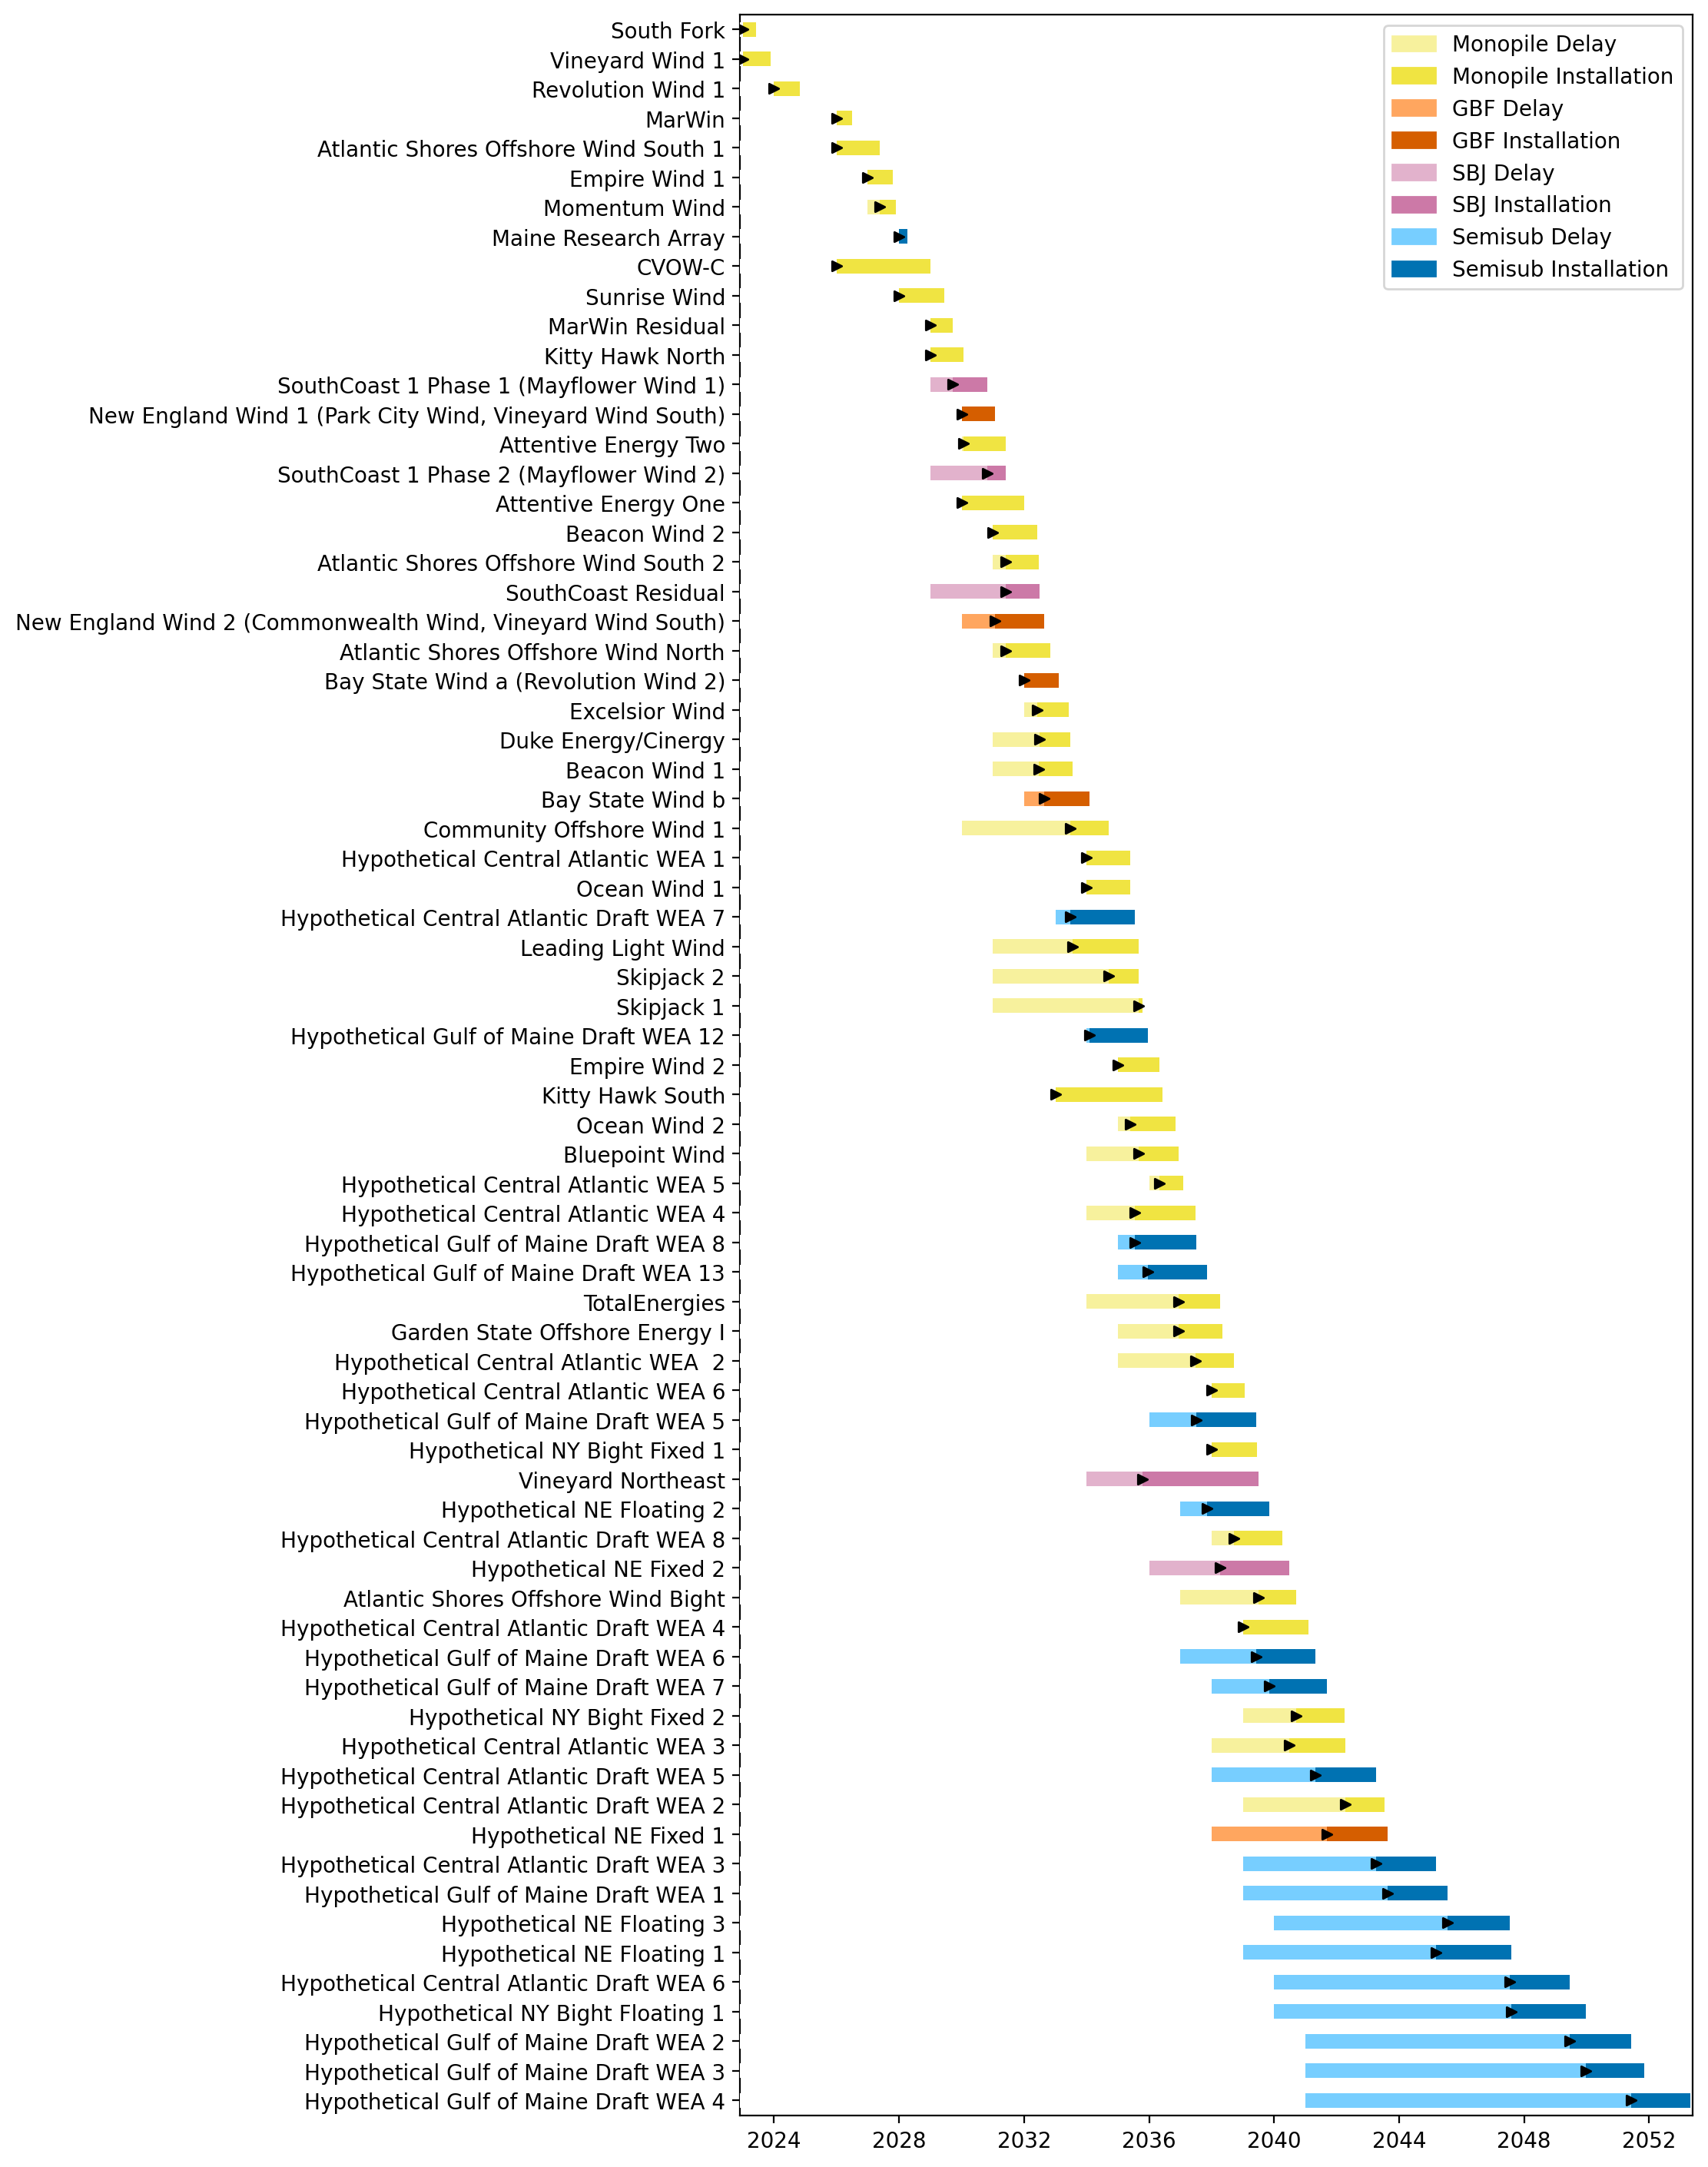 South Fork
Vineyard Wind 1
Revolution Wind 1
MarWin
Atlantic Shores Offshore Wind South 1
Empire Wind 1
Momentum Wind
Maine Research Array
CVOW-C
Sunrise Wind
MarWin Residual
Kitty Hawk North
SouthCoast 1 Phase 1 (Mayflower Wind 1)
New England Wind 1 (Park City Wind, Vineyard Wind South)
Attentive Energy Two
SouthCoast 1 Phase 2 (Mayflower Wind 2)
Attentive Energy One
Beacon Wind 2
Atlantic Shores Offshore Wind South 2
SouthCoast Residual
New England Wind 2 (Commonwealth Wind, Vineyard Wind South)
Atlantic Shores Offshore Wind North
Bay State Wind a (Revolution Wind 2)
Excelsior Wind
Duke Energy/Cinergy
Beacon Wind 1
Bay State Wind b
Community Offshore Wind 1
Hypothetical Central Atlantic WEA 1
Ocean Wind 1
Hypothetical Central Atlantic Draft WEA 7
Leading Light Wind
Skipjack 2
Skipjack 1
Hypothetical Gulf of Maine Draft WEA 12
Empire Wind 2
Kitty Hawk South
Ocean Wind 2
Bluepoint Wind
Hypothetical Central Atlantic WEA 5
Hypothetical Central Atlantic WEA 4
Hypothetical Gulf of Maine Draft WEA 8
Hypothetical Gulf of Maine Draft WEA 13
TotalEnergies
Garden State Offshore Energy I
Hypothetical Central Atlantic WEA  2
Hypothetical Central Atlantic WEA 6
Hypothetical Gulf of Maine Draft WEA 5
Hypothetical NY Bight Fixed 1
Vineyard Northeast
Hypothetical NE Floating 2
Hypothetical Central Atlantic Draft WEA 8
Hypothetical NE Fixed 2
Atlantic Shores Offshore Wind Bight
Hypothetical Central Atlantic Draft WEA 4
Hypothetical Gulf of Maine Draft WEA 6
Hypothetical Gulf of Maine Draft WEA 7
Hypothetical NY Bight Fixed 2
Hypothetical Central Atlantic WEA 3
Hypothetical Central Atlantic Draft WEA 5
Hypothetical Central Atlantic Draft WEA 2
Hypothetical NE Fixed 1
Hypothetical Central Atlantic Draft WEA 3
Hypothetical Gulf of Maine Draft WEA 1
Hypothetical NE Floating 3
Hypothetical NE Floating 1
Hypothetical Central Atlantic Draft WEA 6
Hypothetical NY Bight Floating 1
Hypothetical Gulf of Maine Draft WEA 2
Hypothetical Gulf of Maine Draft WEA 3
Hypothetical Gulf of Maine Draft WEA 4
Monopile Delay
Monopile Installation
GBF Delay
GBF Installation
SBJ Delay
SBJ Installation
Semisub Delay
Semisub Installation
2024 2028 2032 2036 2040 2044 2048 2052